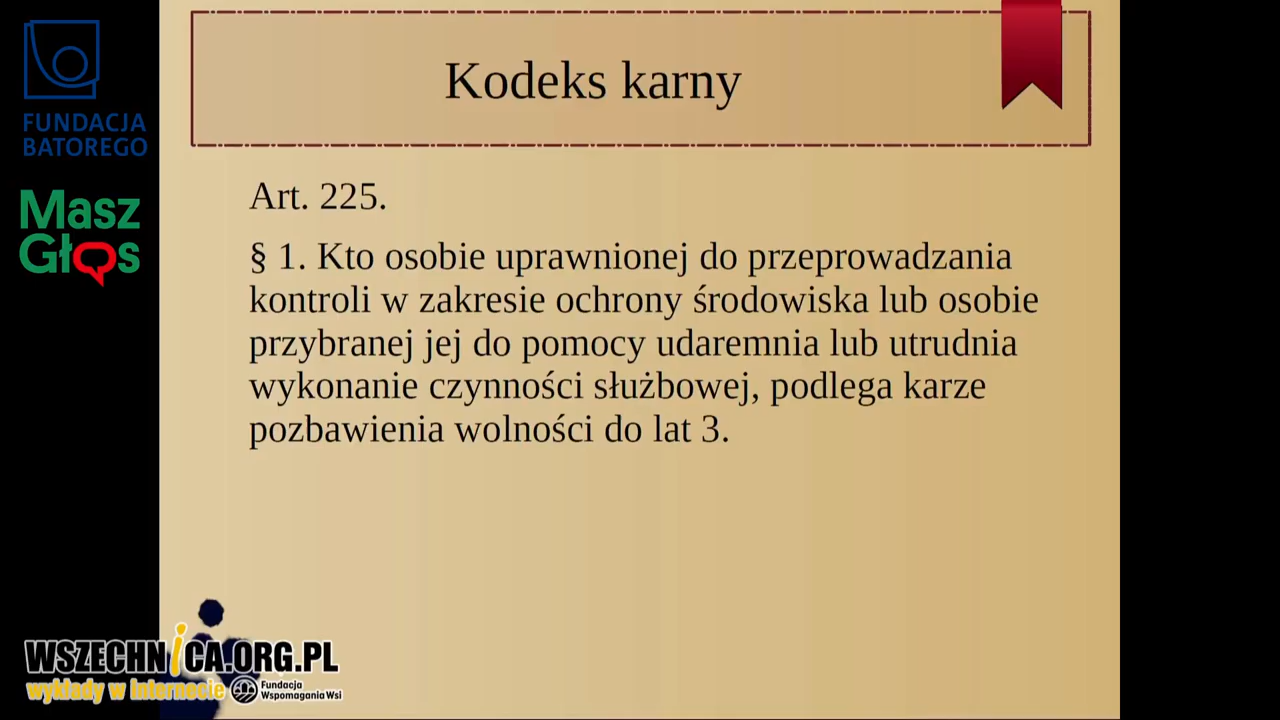 FUNDACJA
BATOREGO
Masz
Głos
Kodeks karny
Art. 225.
§ 1. Kto osobie uprawnionej do przeprowadzania
kontroli w zakresie ochrony środowiska lub osobie
przybranej jej do pomocy udaremnia lub utrudnia
wykonanie czynności służbowej, podlega karze
pozbawienia wolności do lat 3.
WSZECHNiCA.ORG.PL
wykłady w internecie
Fundacja
Wspomagania Wsi